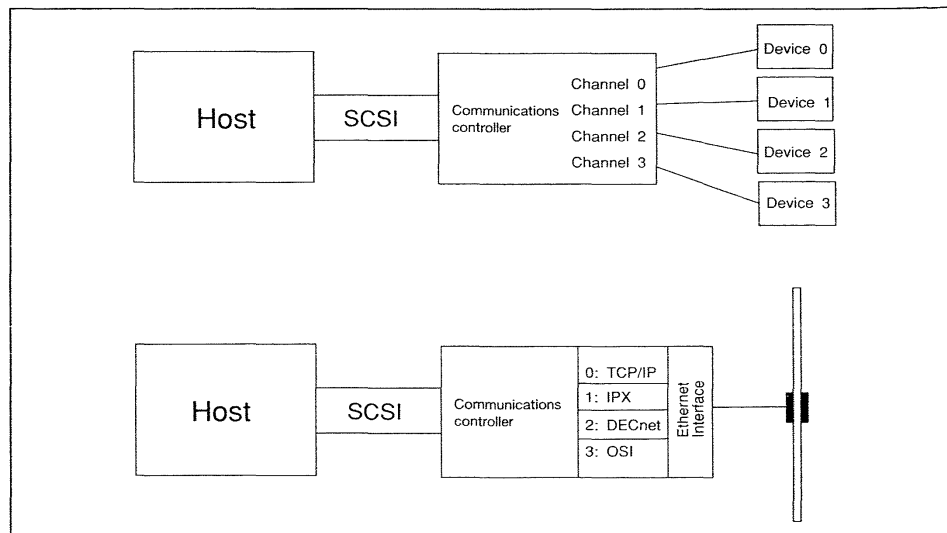 Host
SCSI
Communications
controller
Channel 0
Channel 1
Channel 2
Channel 3
Device 0
Device 1
Device 2
Device 3
Host
SCSI
Communications
controller
0: TCP/IP
1: IPX
2: DECnet
3: OSI
Ethernet
Interface